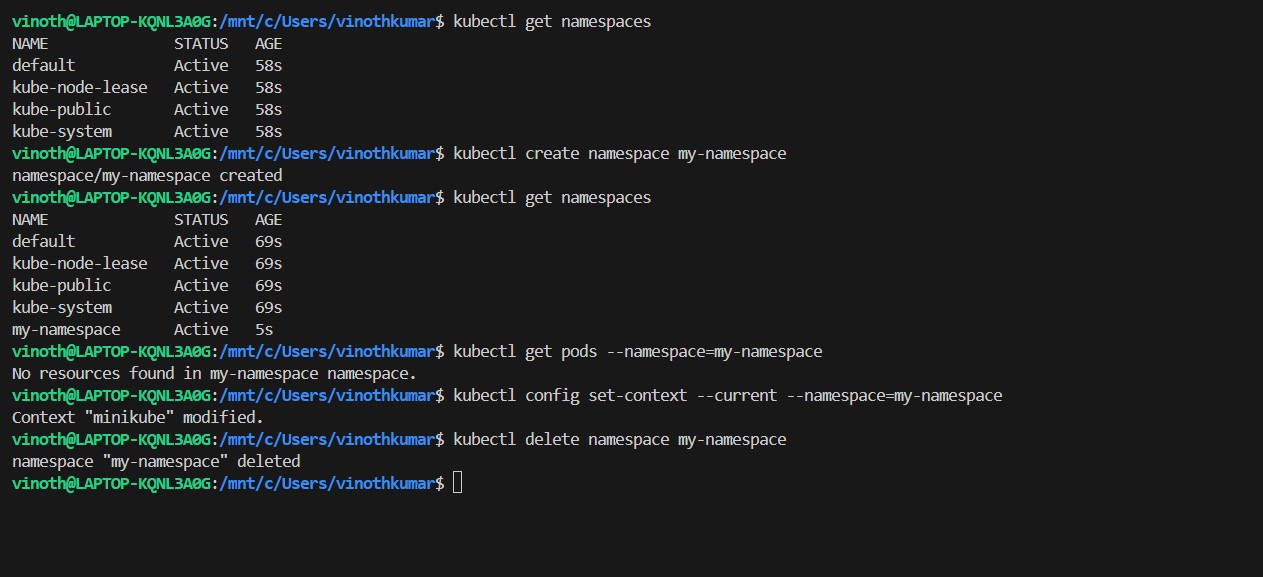 vinoth@LAPTOP-KQNL3A0G:/mnt/c/Users/vinothkumar$ kubectl get namespaces
NAME              STATUS   AGE
default           Active   58s
kube-node-lease   Active   58s
kube-public       Active   58s
kube-system       Active   58s
vinoth@LAPTOP-KQNL3A0G:/mnt/c/Users/vinothkumar$ kubectl create namespace my-namespace
namespace/my-namespace created
vinoth@LAPTOP-KQNL3A0G:/mnt/c/Users/vinothkumar$ kubectl get namespaces
NAME              STATUS   AGE
default           Active   69s
kube-node-lease   Active   69s
kube-public       Active   69s
kube-system       Active   69s
my-namespace      Active   5s
vinoth@LAPTOP-KQNL3A0G:/mnt/c/Users/vinothkumar$ kubectl get pods --namespace=my-namespace
No resources found in my-namespace namespace.
vinoth@LAPTOP-KQNL3A0G:/mnt/c/Users/vinothkumar$ kubectl config set-context --current --namespace=my-namespace
Context "minikube" modified.
vinoth@LAPTOP-KQNL3A0G:/mnt/c/Users/vinothkumar$ kubectl delete namespace my-namespace
namespace "my-namespace" deleted
vinoth@LAPTOP-KQNL3A0G:/mnt/c/Users/vinothkumar$